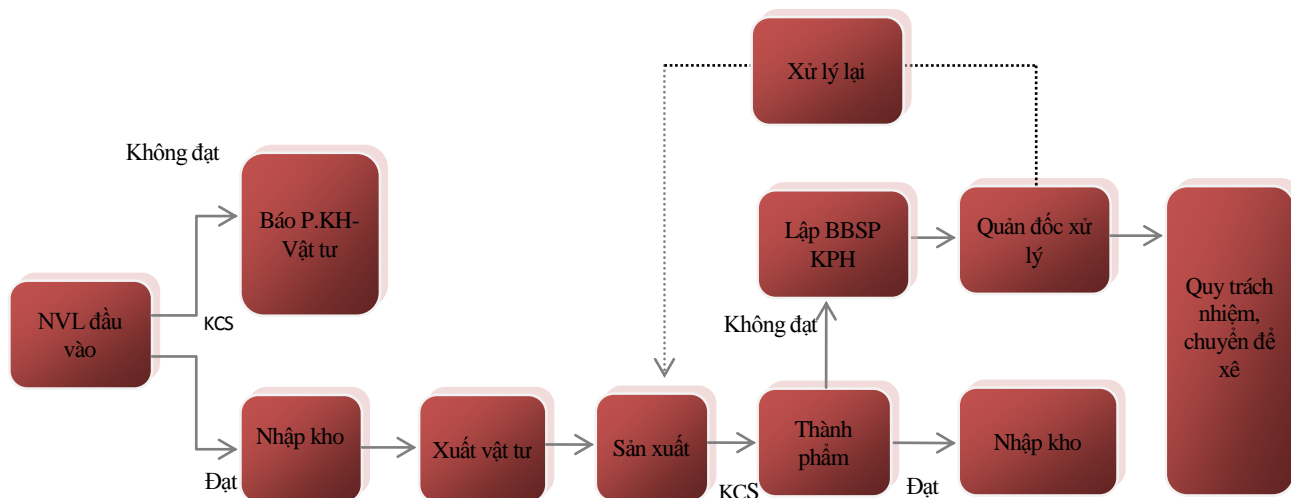 Xử lý lại
Không đạt
Báo P.KH-
Vật tư
Lập BBSP
KPH
Quản đốc xử
lý
Quy trách
nhiệm,
chuyển để
xê
NVL đầu
vào
KCS
Không đạt
Nhập kho
Xuất vật tư
Sản xuất
Thành
phẩm
Nhập kho
Đạt
KCS
Đạt